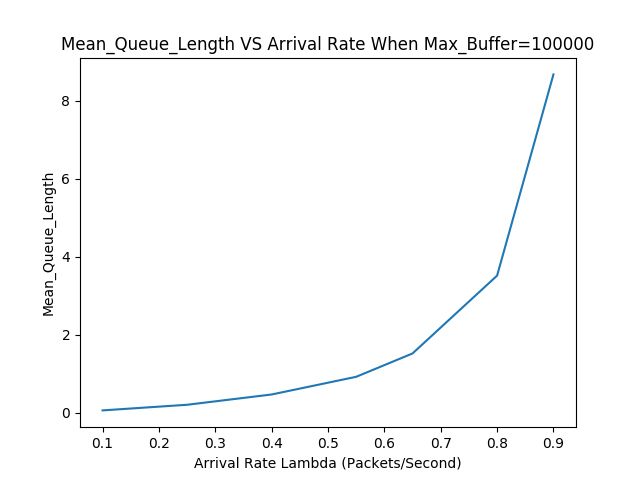 Mean_Queue_Length VS Arrival Rate When Max_Buffer=100000
8
6
4
2
0
Mean_Queue_Length
0.1 0.2 0.3 0.4 0.5 0.6 0.7 0.8 0.9
Arrival Rate Lambda (Packets/Second)